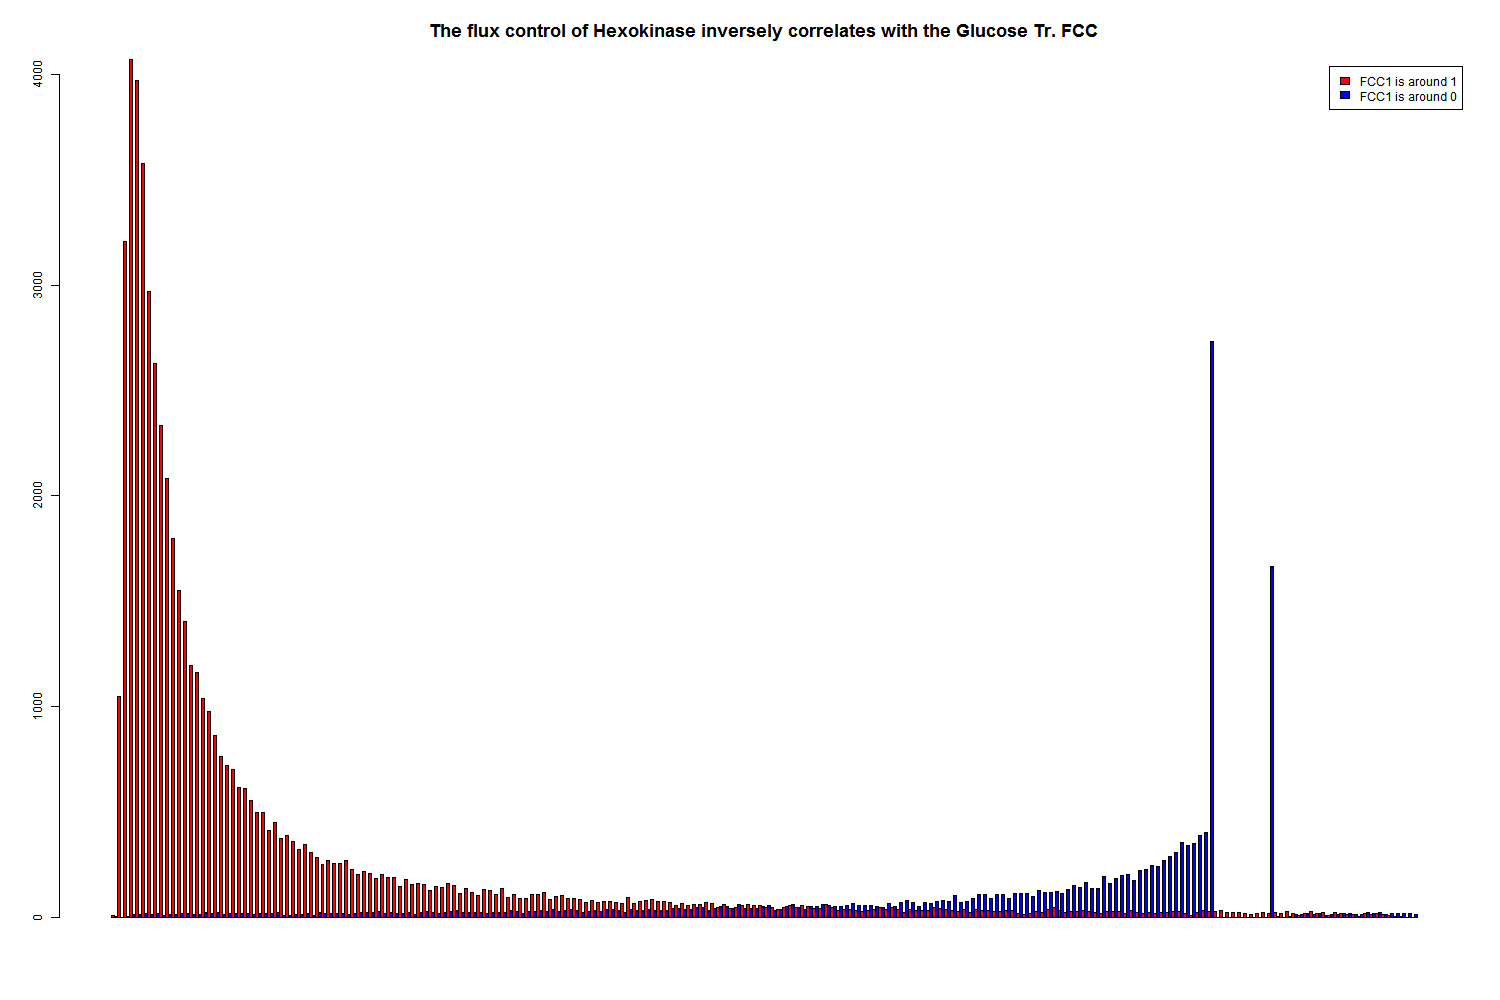 The flux control of Hexokinase inversely correlates with the Glucose Tr. FCC
FCC1 is around 1
FCC1 is around 0
4000
3000
2000
1000
0